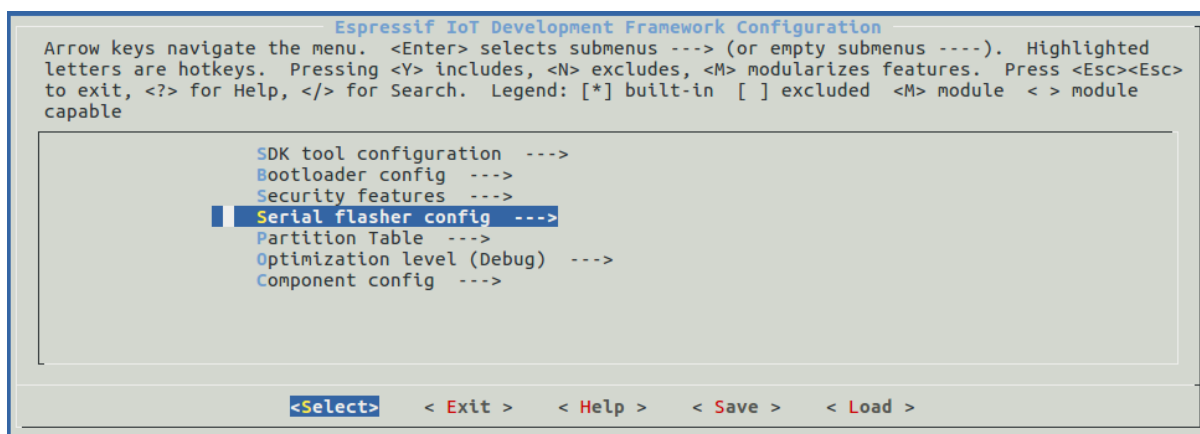 Espressif IoT Development Framework Configuration
Arrow keys navigate the menu.  <Enter> selects submenus ---> (or empty submenus ----).  Highlighted
letters are hotkeys.  Pressing <Y> includes, <N> excludes, <M> modularizes features.  Press <Esc><Esc>
to exit, <?> for Help, </> for Search.  Legend: [*] built-in  [ ] excluded  <M> module  < > module
capable
SDK tool configuration  --->
Bootloader config  --->
Security features  --->
Serial flasher config  --->
Partition Table  --->
Optimization level (Debug)  --->
Component config  --->
<Select>    < Exit >    < Help >    < Save >    < Load >